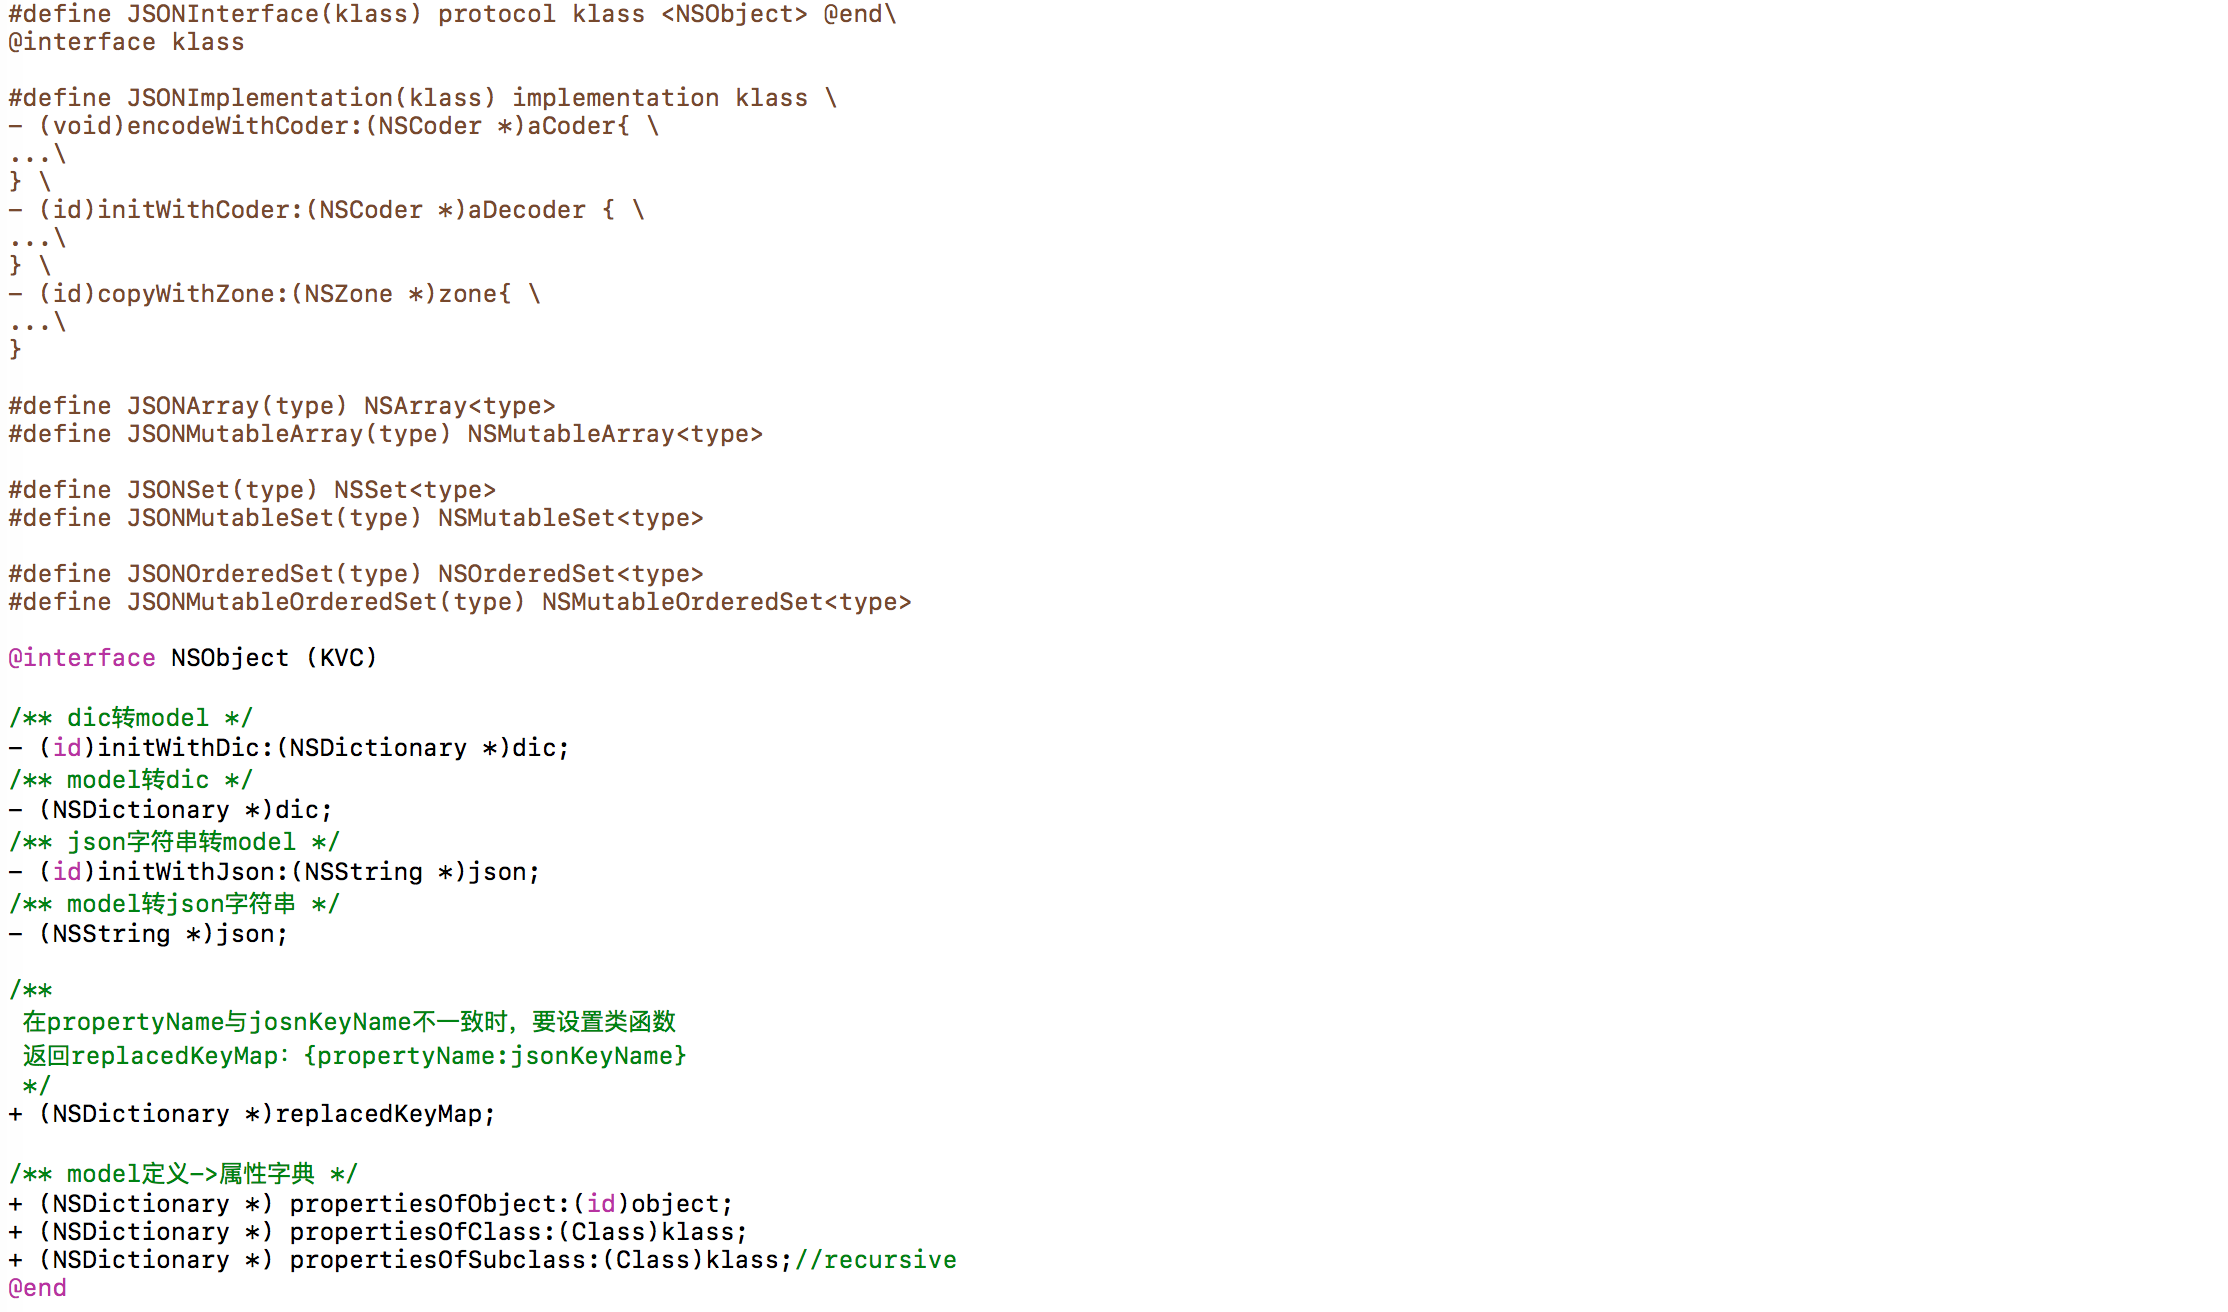 #define JSONInterface(klass) protocol klass <NSObject> @end\
@interface klass
#define JSONImplementation(klass) implementation klass \
- (void)encodeWithCoder:(NSCoder *)aCoder{ \
...\
} \
- (id)initWithCoder:(NSCoder *)aDecoder { \
...\
} \
- (id)copyWithZone:(NSZone *)zone{ \
...\
}
#define JSONArray(type) NSArray<type>
#define JSONMutableArray(type) NSMutableArray<type>
#define JSONSet(type) NSSet<type>
#define JSONMutableSet(type) NSMutableSet<type>
#define JSONOrderedSet(type) NSOrderedSet<type>
#define JSONMutableOrderedSet(type) NSMutableOrderedSet<type>
@interface NSObject (KVC)
/** dic转model */
- (id)initWithDic:(NSDictionary *)dic;
/** model转dic */
- (NSDictionary *)dic;
/** json字符串转model */
- (id)initWithJson:(NSString *)json;
/** model转json字符串 */
- (NSString *)json;
/**
在propertyName与josnKeyName不一致时，要设置类函数
返回replacedKeyMap：{propertyName:jsonKeyName}
*/
+ (NSDictionary *)replacedKeyMap;
/** model定义->属性字典 */
+ (NSDictionary *) propertiesOfObject:(id)object;
+ (NSDictionary *) propertiesOfClass:(Class)klass;
+ (NSDictionary *) propertiesOfSubclass:(Class)klass;//recursive
@end